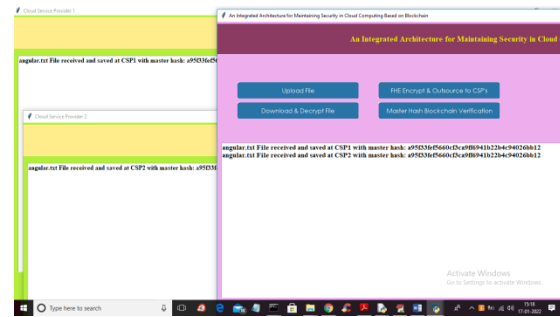 Cloud Service Provider 1
angular.txt File received and saved at CSP1 with master hash:
Cloud Service Provider 2
angular.txt File received and saved at CSP2 with master hash:
An Integrated Architecture for Maintaining Security in Cloud Computing Based on Blockchain
An Integrated Architecture for Maintaining Security in Cloud
Upload File
FHE Encrypt & Outsource to CSP's
Download & Decrypt File
Master Hash Blockchain Verification
angular.txt File received and saved at CSP1 with master hash:
angular.txt File received and saved at CSP2 with master hash:
Activate Windows
Go to Settings to activate Windows.
Type here to search
15:18
17-01-2022